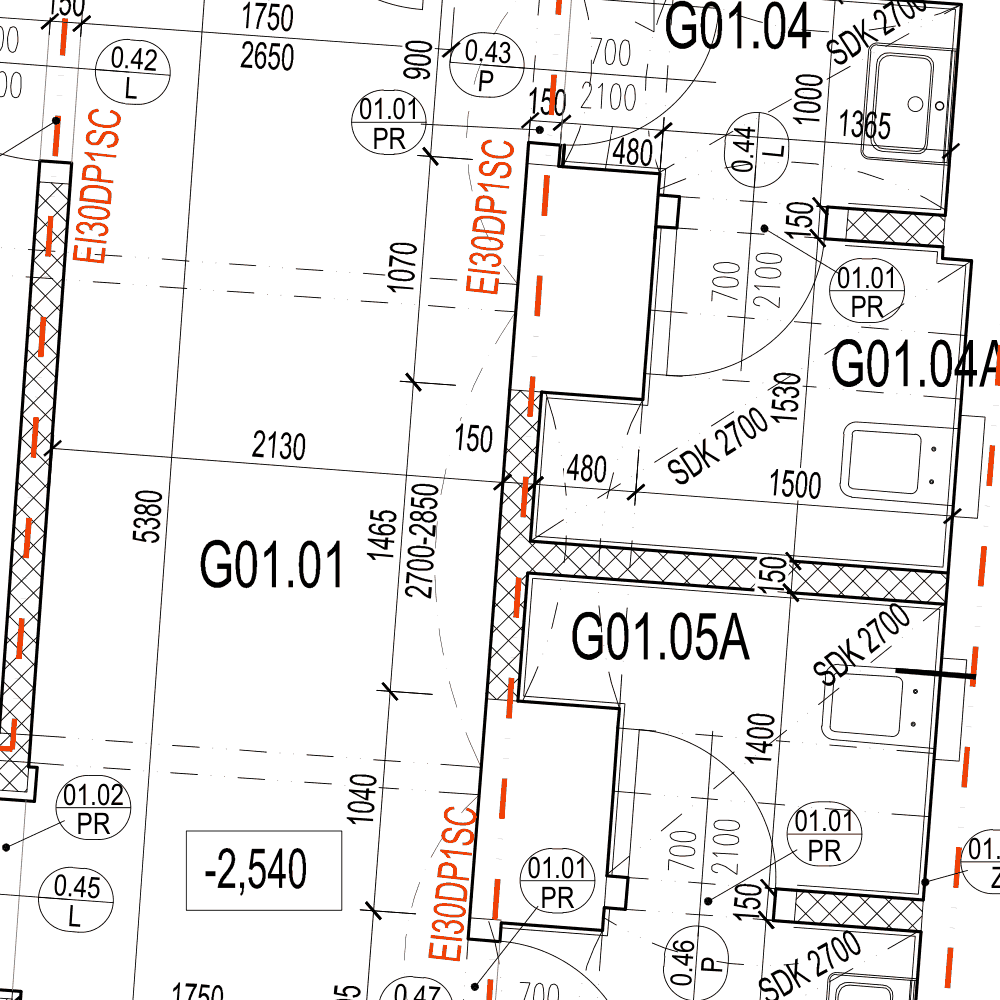 150
1750
2650
900
0.42
L
0.43
P
700
2100
G01.04
SDK 2700
1000
1365
01.01
PR
150
480
0.44
L
EI30DP1SC
EI30DP1SC
1070
150
700
2100
01.01
PR
G01.04A
1530
SDK 2700
2130
150
480
1500
5380
1465
2700-2850
G01.01
150
G01.05A
SDK 2700
1400
01.02
PR
1040
-2,540
EI30DP1SC
01.01
PR
700
2100
01.01
PR
150
0.45
L
0.46
P
SDK 2700
1750
0.47
700